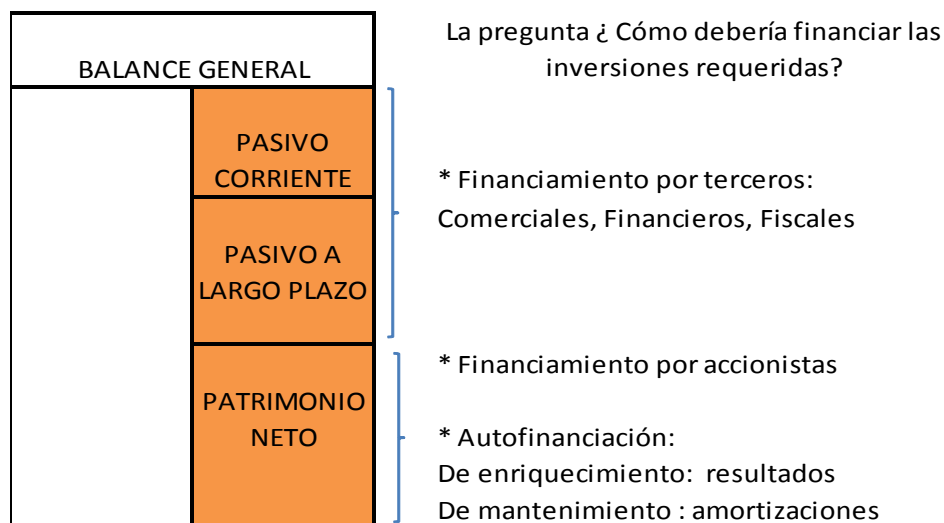 BALANCE GENERAL
La pregunta ¿ Cómo debería financiar las
inversiones requeridas?
PASIVO
CORRIENTE
PASIVO A
LARGO PLAZO
* Financiamiento por terceros:
Comerciales, Financieros, Fiscales
PATRIMONIO
NETO
* Financiamiento por accionistas
* Autofinanciación:
De enriquecimiento: resultados
De mantenimiento : amortizaciones